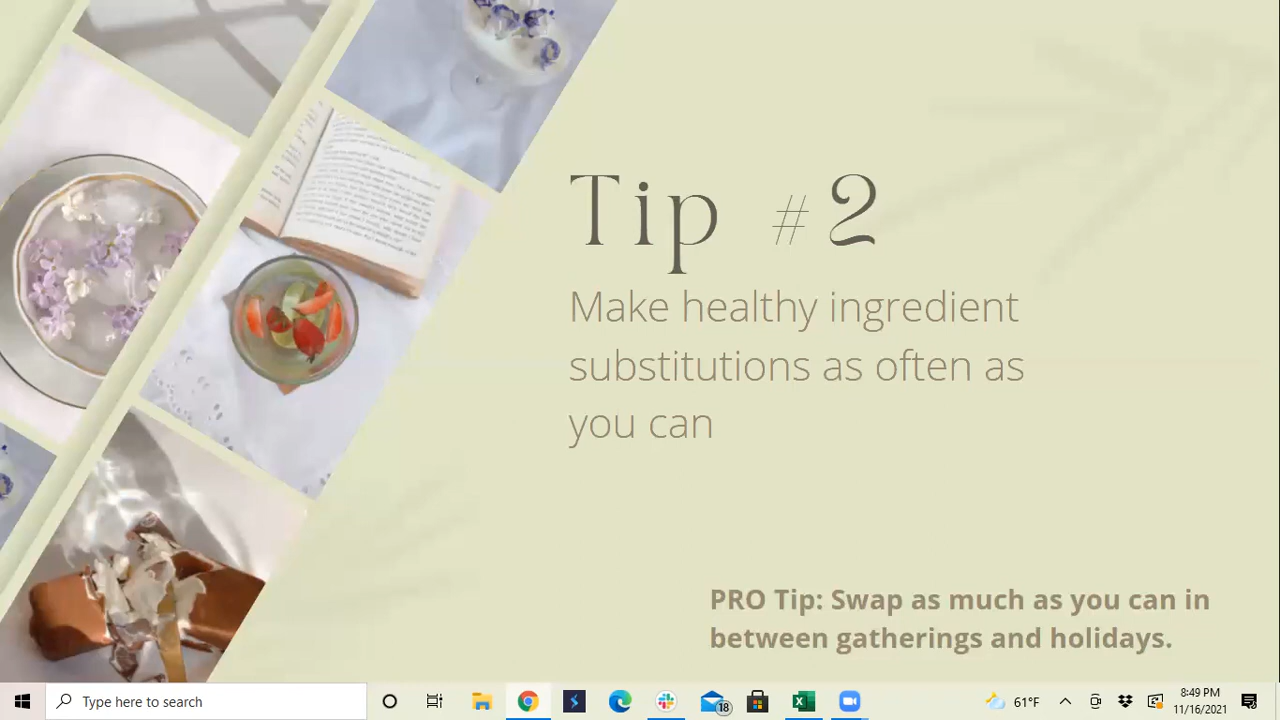 Tip #2
Make healthy ingredient
substitutions as often as
you can
PRO Tip: Swap as much as you can in
between gatherings and holidays.
Type here to search
18
61°F
8:49 PM
11/16/2021